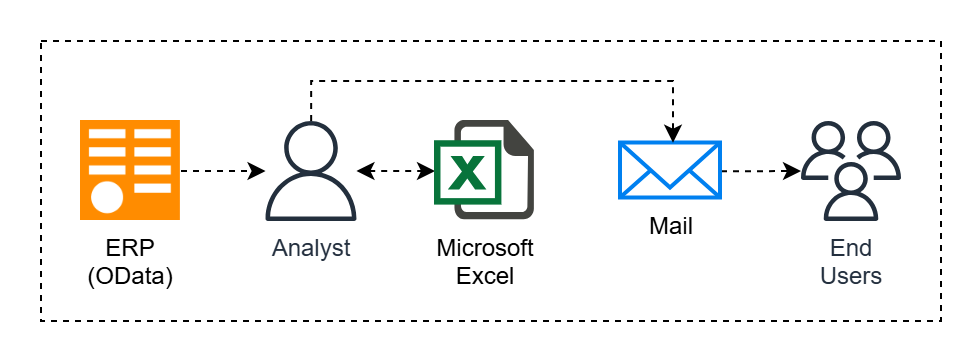 ERP
(OData)
Analyst
X
Microsoft
Excel
Mail
End
Users